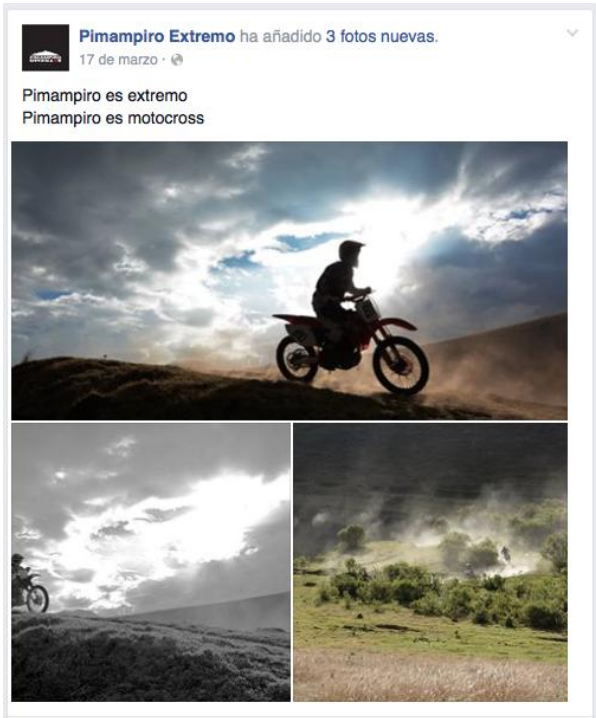 Pimampiro Extremo ha añadido 3 fotos nuevas.
17 de marzo ·
Pimampiro es extremo
Pimampiro es motocross